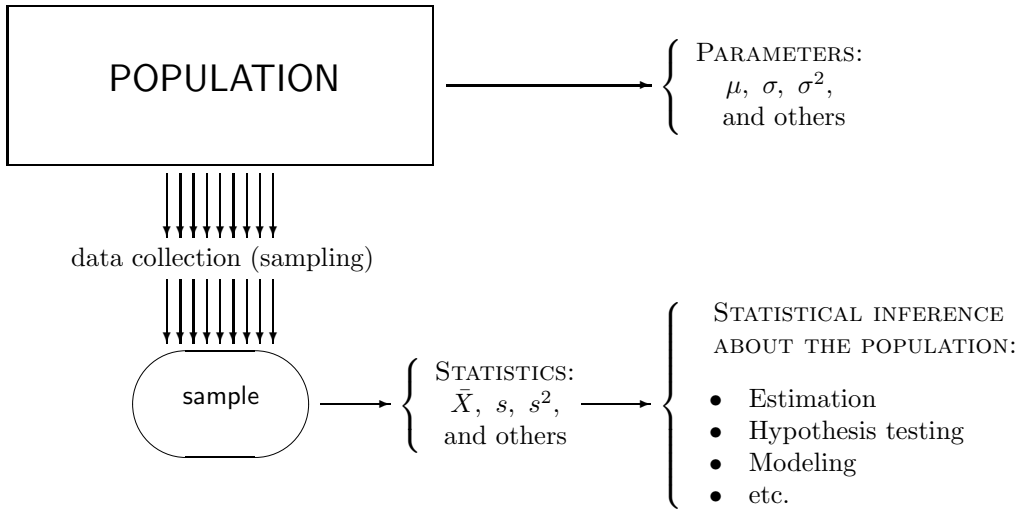 POPULATION
PARAMETERS:
μ, σ, σ²,
and others
data collection (sampling)
sample
STATISTICS:
X̄, s, s²,
and others
STATISTICAL INFERENCE
ABOUT THE POPULATION:
• Estimation
• Hypothesis testing
• Modeling
• etc.